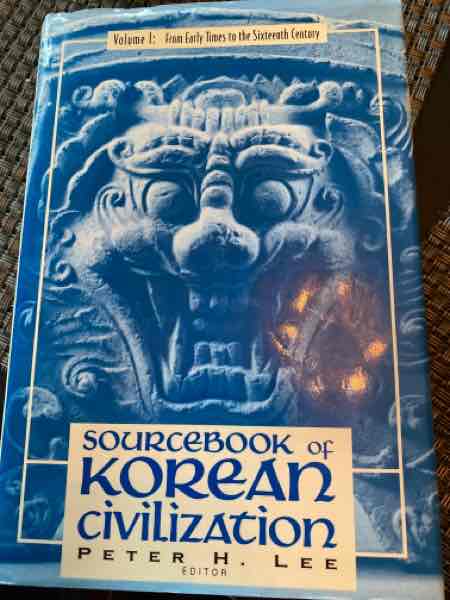 Volume I: From Early Times to the Sixteenth Century
SOURCEBOOK of
KOREAN
CIVILIZATION
PETER H. LEE
EDITOR